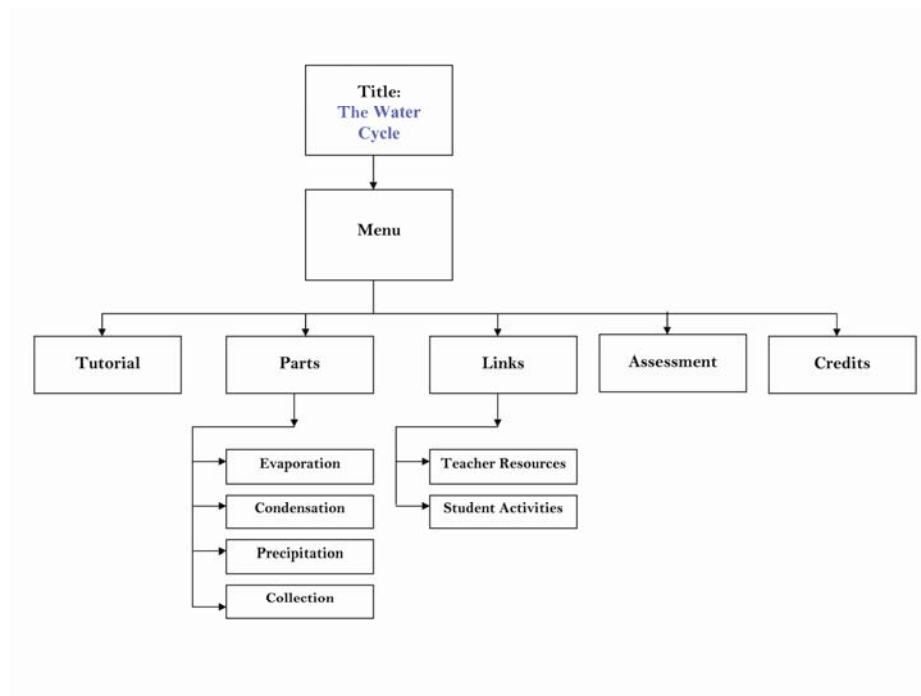 Title:
The Water
Cycle
Menu
Tutorial
Parts
Links
Assessment
Credits
Evaporation
Condensation
Precipitation
Collection
Teacher Resources
Student Activities